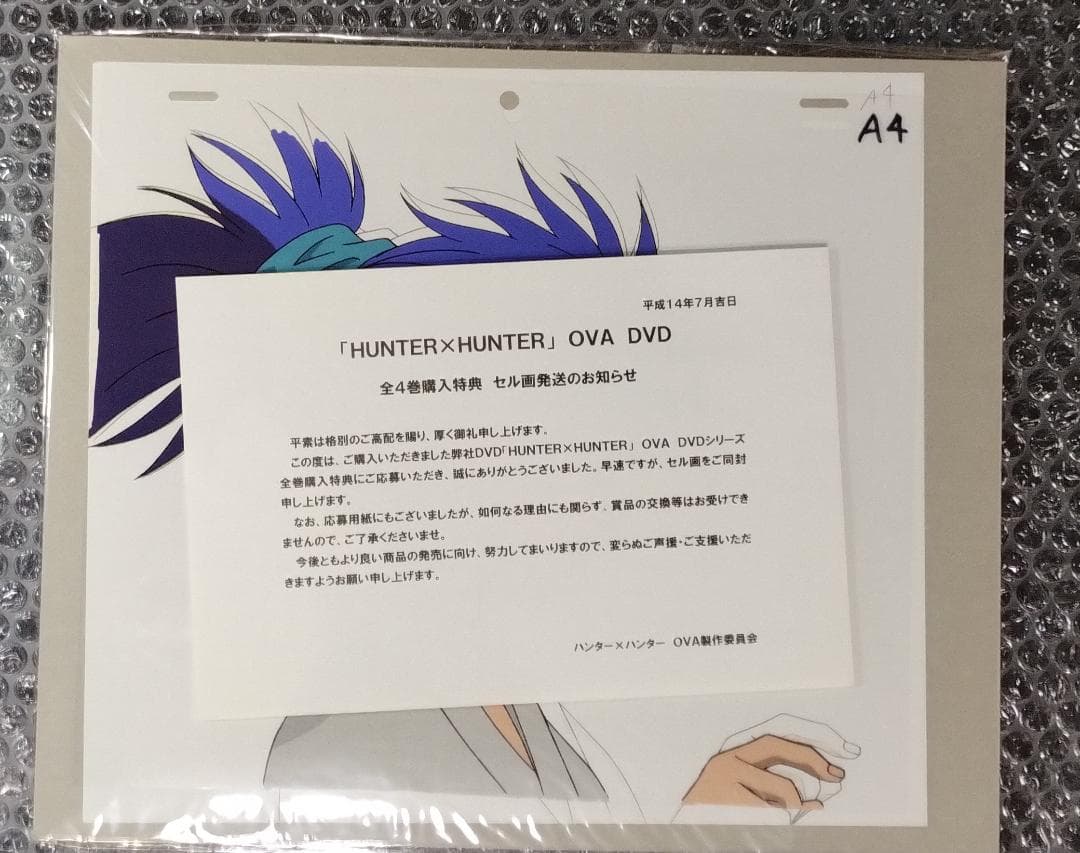 A4
A4
平成14年7月吉日
「HUNTER×HUNTER」 OVA DVD
全4巻購入特典 セル画発送のお知らせ
平素は格別のご高配を賜り、厚く御礼申し上げます。
この度は、ご購入いただきました弊社DVD「HUNTER×HUNTER」 OVA DVDシリーズ
全巻購入特典にご応募いただき、誠にありがとうございました。早速ですが、セル画をご同封
申し上げます。
なお、応募用紙にもございましたが、如何なる理由にも関らず、賞品の交換等はお受けでき
ませんので、ご了承くださいませ。
今後ともより良い商品の発売に向け、努力してまいりますので、変らぬご声援・ご支援いただ
きますようお願い申し上げます。
ハンター×ハンター OVA製作委員会